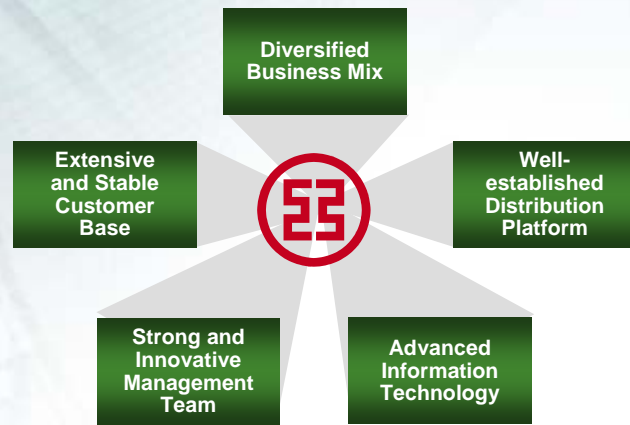 Diversified
Business Mix
Extensive
and Stable
Customer
Base
Well-
established
Distribution
Platform
Strong and
Innovative
Management
Team
Advanced
Information
Technology